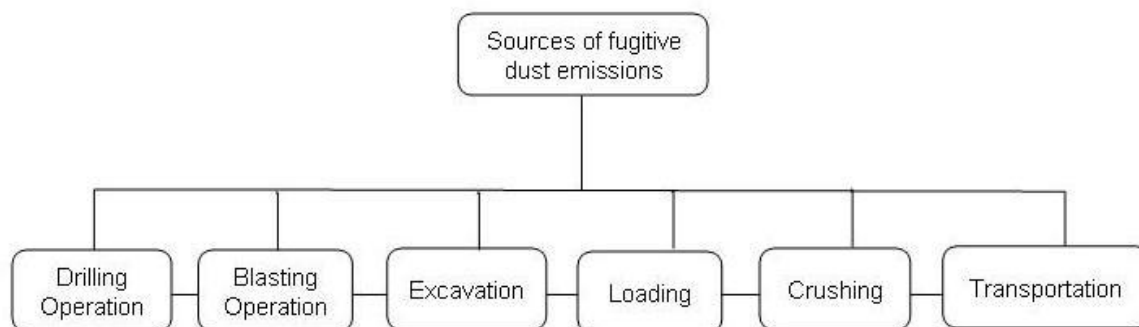 Sources of fugitive
dust emissions
Drilling
Operation
Blasting
Operation
Excavation
Loading
Crushing
Transportation